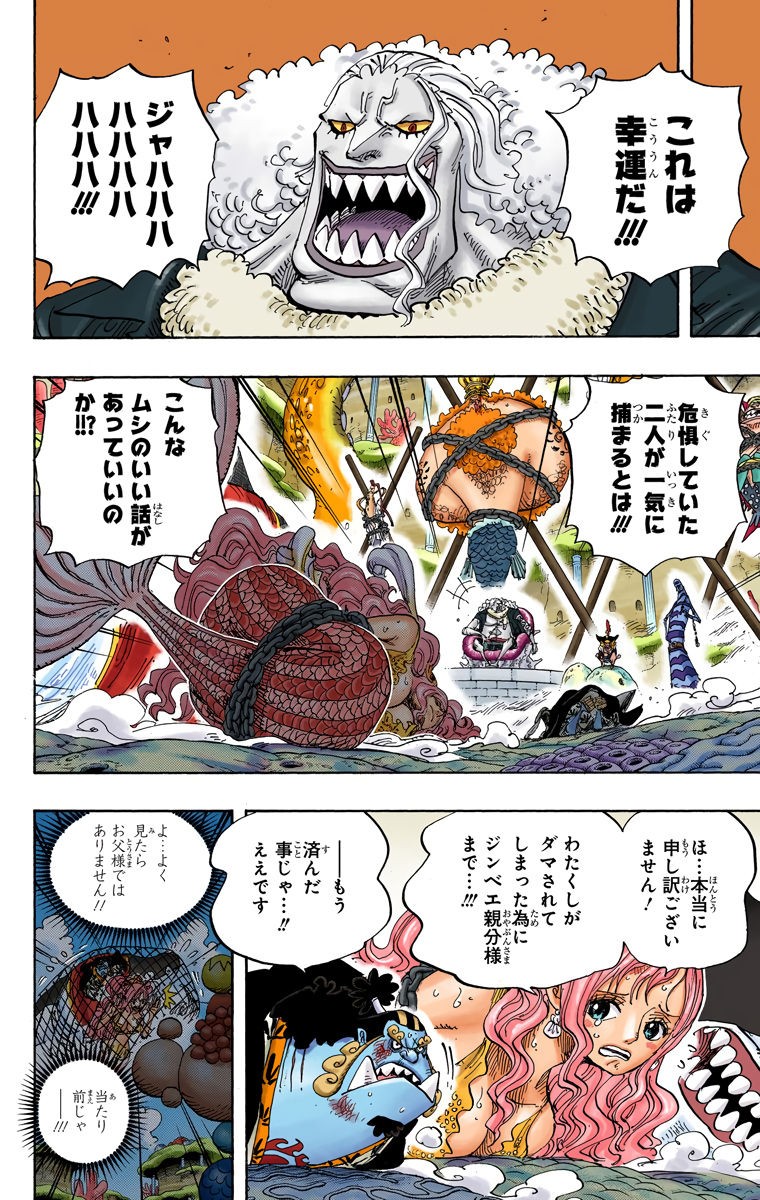 これは
幸運だ!!!
ジャハハハ
ハハハハ
ハハハ!!!
危惧していた
二人が一気に
捕まるとは!!!
こんな
ムシのいい話が
あっていいの
か!!?
ほ…本当に
申し訳ござい
ません!
わたくしが
ダマされて
しまった為に
ジンベエ親分様
まで…!!
──もう
済んだ
事じゃ…!!
ええです
よ…よく
見たら
お父様では
ありません!!
当たり
前じゃ
──!!!